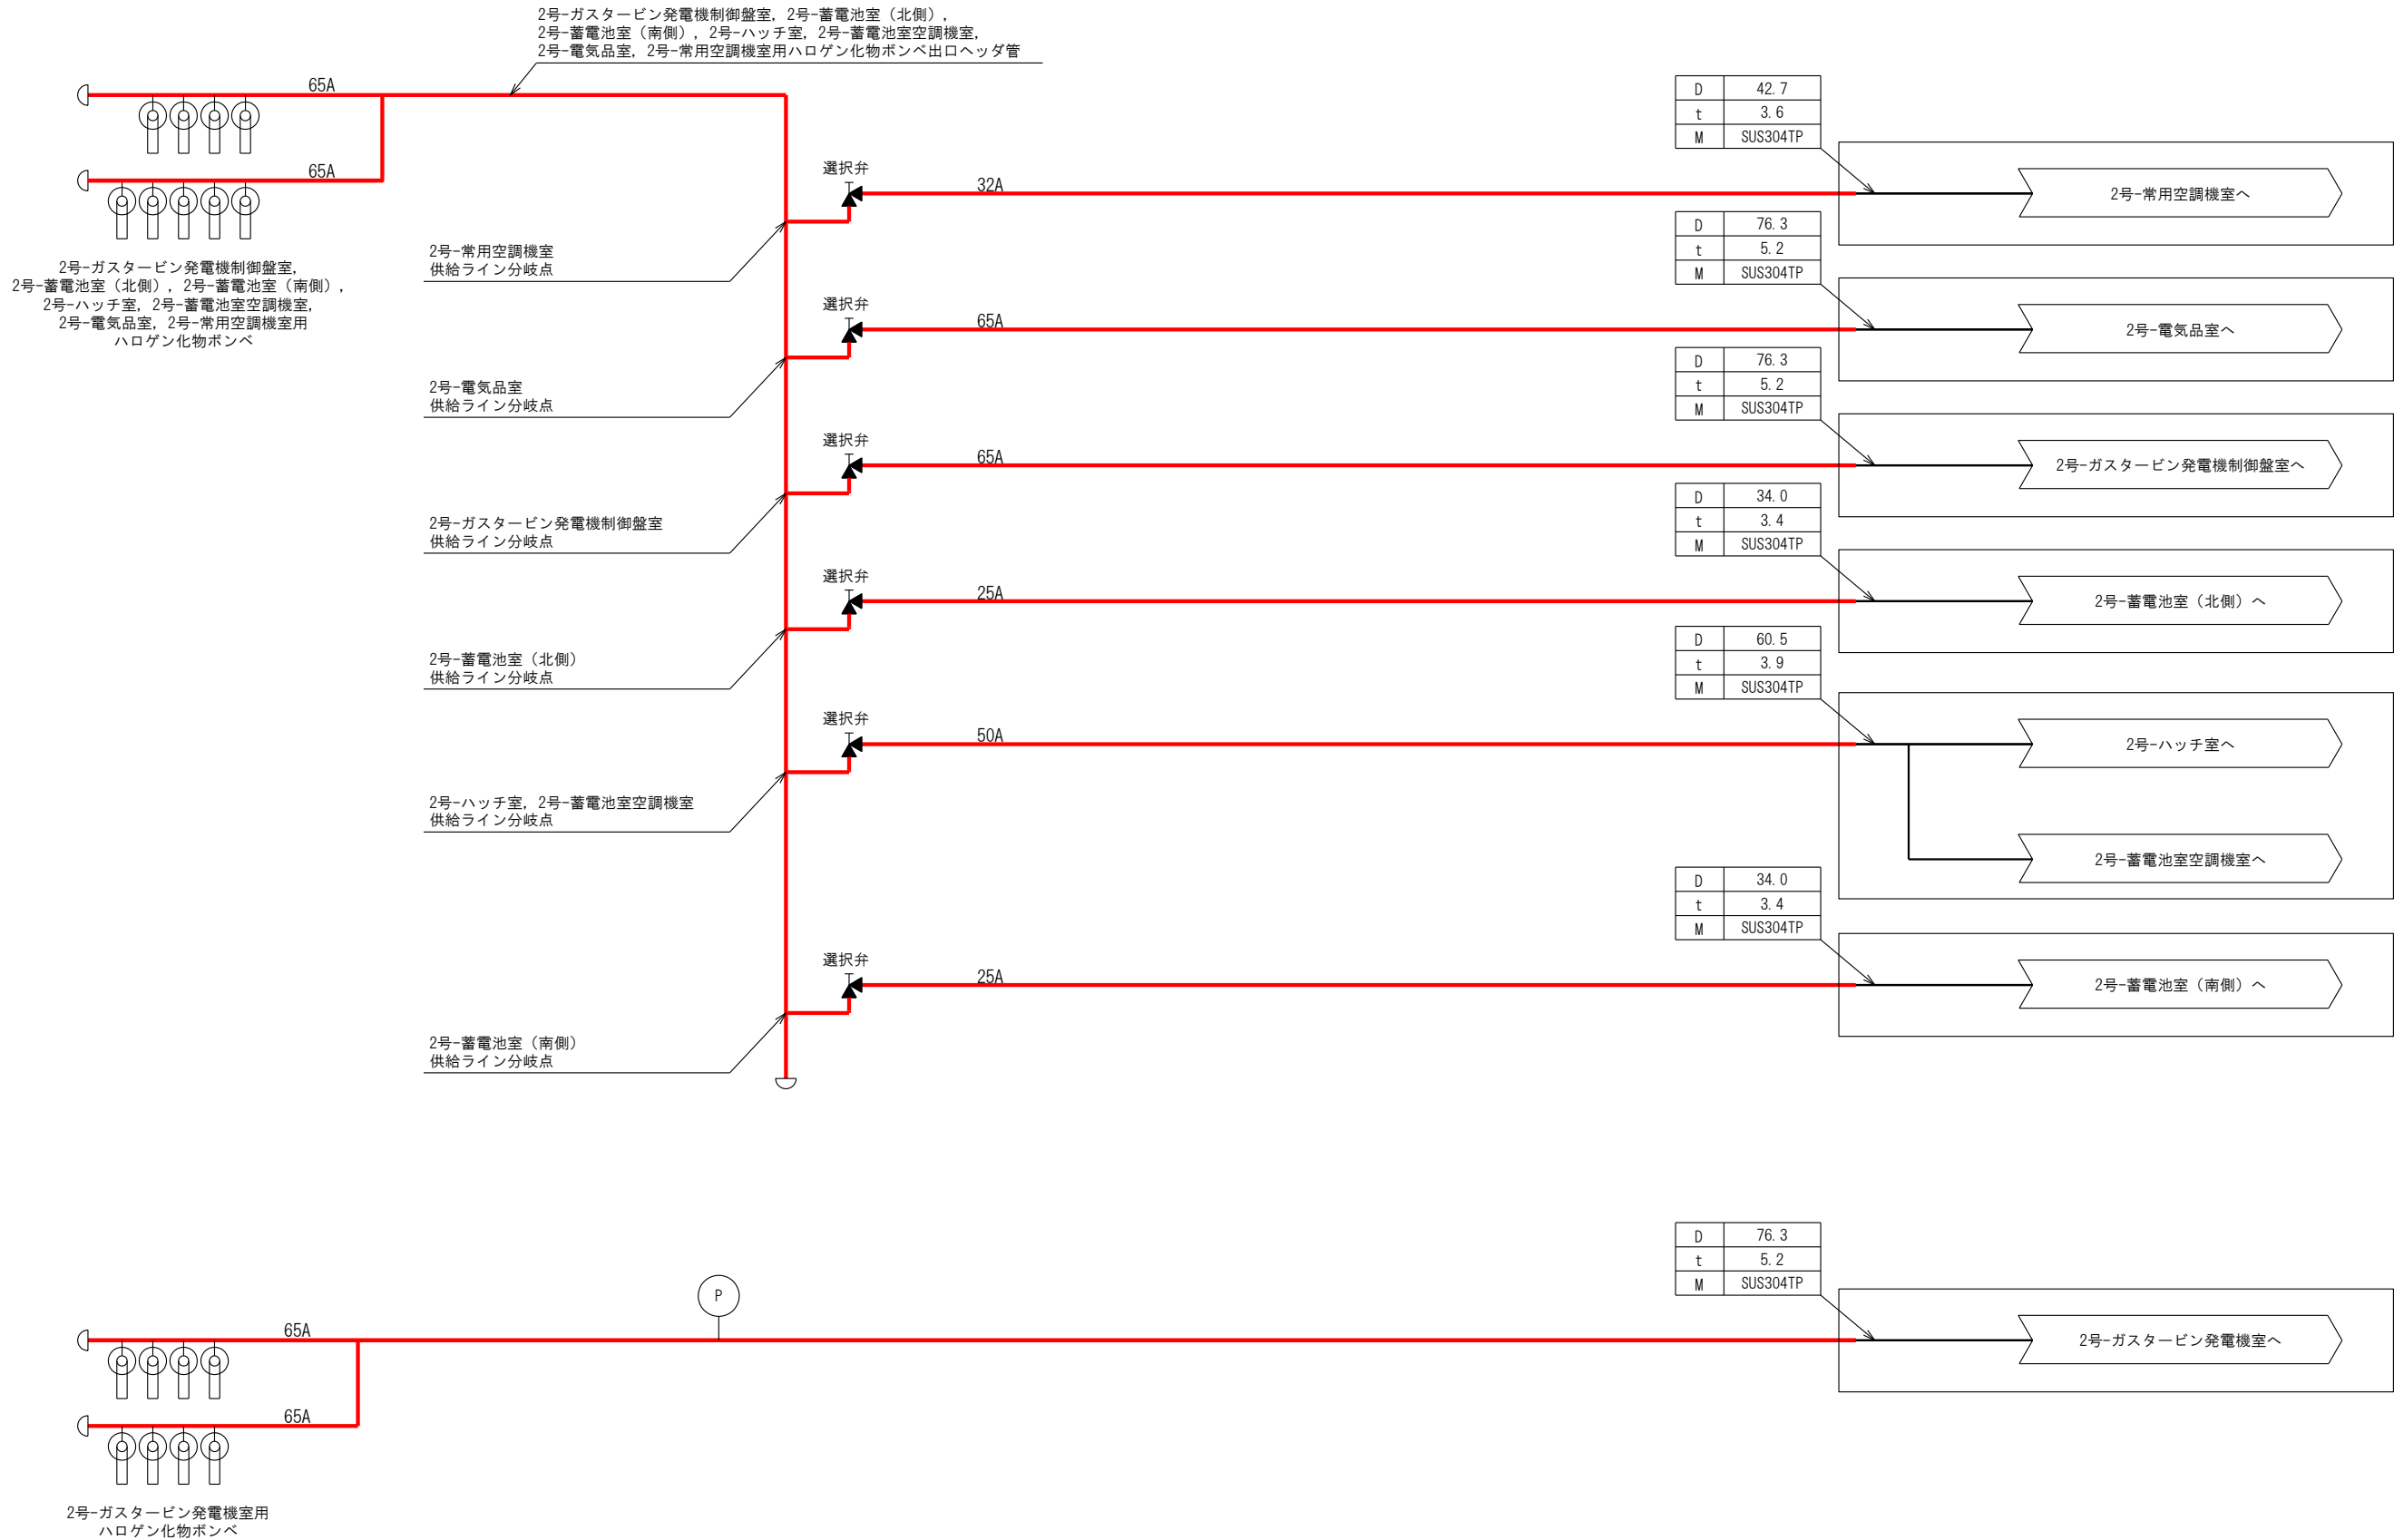 2号-ガスタービン発電機制御盤室，2号-蓄電池室（北側），
2号-蓄電池室（南側），2号-ハッチ室，2号-蓄電池室空調機室，
2号-電気品室，2号-常用空調機室用ハロゲン化物ボンベ出口ヘッダ管
65A
65A
2号-ガスタービン発電機制御盤室，
2号-蓄電池室（北側），2号-蓄電池室（南側），
2号-ハッチ室，2号-蓄電池室空調機室，
2号-電気品室，2号-常用空調機室用
ハロゲン化物ボンベ
D 42.7
t 3.6
M SUS304TP
選択弁
32A
2号-常用空調機室へ
2号-常用空調機室
供給ライン分岐点
D 76.3
t 5.2
M SUS304TP
選択弁
65A
2号-電気品室へ
2号-電気品室
供給ライン分岐点
D 76.3
t 5.2
M SUS304TP
選択弁
65A
2号-ガスタービン発電機制御盤室へ
2号-ガスタービン発電機制御盤室
供給ライン分岐点
D 34.0
t 3.4
M SUS304TP
選択弁
25A
2号-蓄電池室（北側）へ
2号-蓄電池室（北側）
供給ライン分岐点
D 60.5
t 3.9
M SUS304TP
選択弁
50A
2号-ハッチ室へ
2号-ハッチ室，2号-蓄電池室空調機室
供給ライン分岐点
2号-蓄電池室空調機室へ
D 34.0
t 3.4
M SUS304TP
選択弁
25A
2号-蓄電池室（南側）へ
2号-蓄電池室（南側）
供給ライン分岐点
D 76.3
t 5.2
M SUS304TP
P
65A
2号-ガスタービン発電機室へ
65A
2号-ガスタービン発電機室用
ハロゲン化物ボンベ